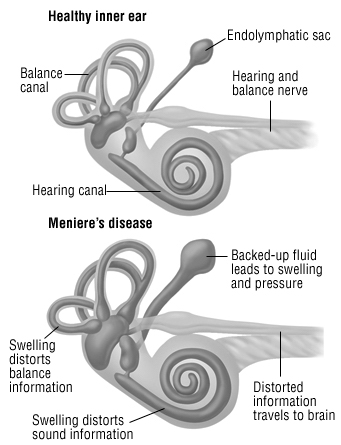 Healthy inner ear
Endolymphatic sac
Balance
canal
Hearing and
balance nerve
Hearing canal
Meniere's disease
Backed-up fluid
leads to swelling
and pressure
Swelling
distorts
balance
information
Swelling distorts
sound information
Distorted
information
travels to brain